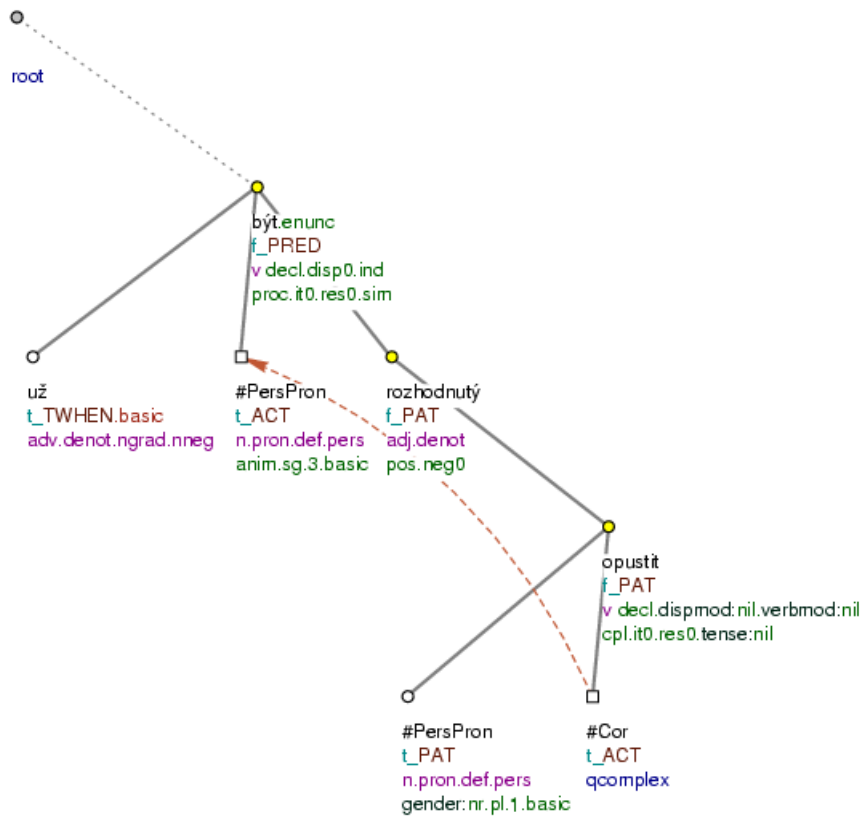 root
být.enunc
f_PRED
v decl.disp0.ind
proc.it0.res0.sim
už
t_TWHEN.basic
adv.denot.ngrad.nneg
#PersPron
t_ACT
n.pron.def.pers
anim.sg.3.basic
rozhodnutý
f_PAT
adj.denot
pos.neg0
opustit
f_PAT
v decl.dispmod:nil.verbmod:nil
cpl.it0.res0.tense:nil
#PersPron
t_PAT
n.pron.def.pers
gender:nr.pl.1.basic
#Cor
t_ACT
qcomplex